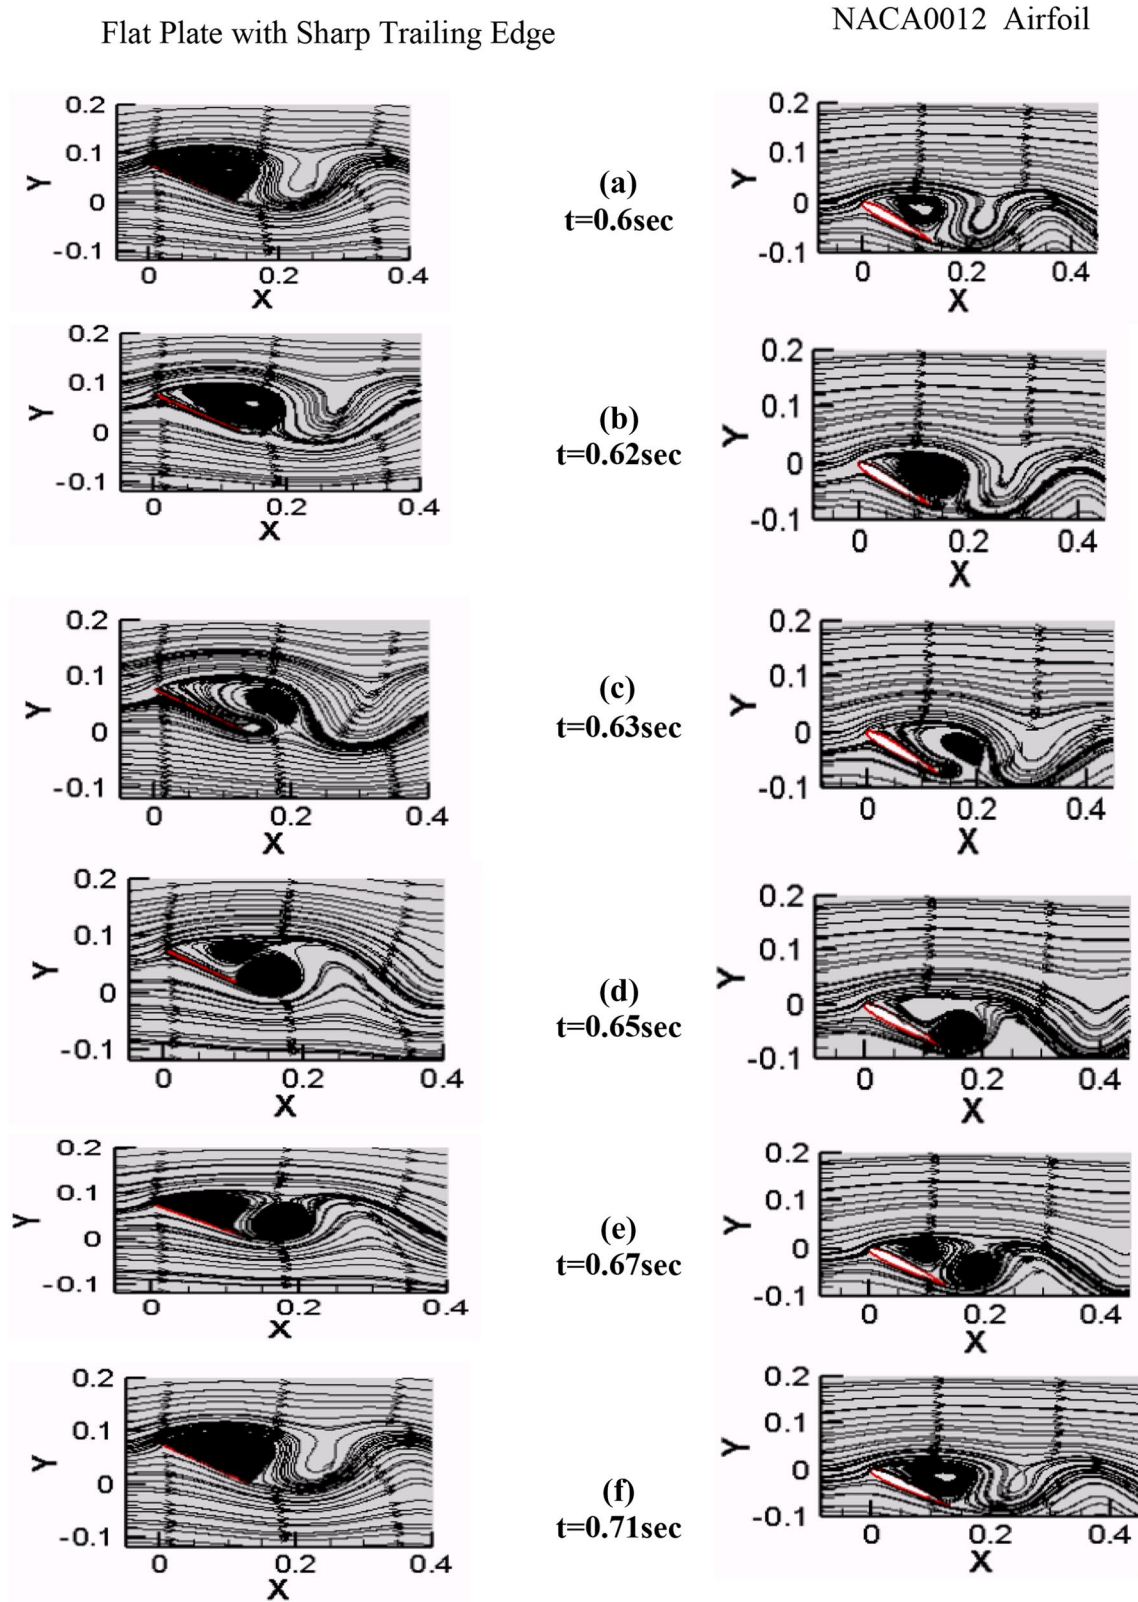 Flat Plate with Sharp Trailing Edge
NACA0012 Airfoil
0.2
0.1
0
-0.1
Y
0 0.2 0.4
X
(a)
t=0.6sec
0.2
0.1
0
-0.1
Y
0 0.2 0.4
X
0.2
0.1
0
-0.1
Y
0 0.2 0.4
X
(b)
t=0.62sec
0.2
0.1
0
-0.1
Y
0 0.2 0.4
X
0.2
0.1
0
-0.1
Y
0 0.2 0.4
X
(c)
t=0.63sec
0.2
0.1
0
-0.1
Y
0 0.2 0.4
X
0.2
0.1
0
-0.1
Y
0 0.2 0.4
X
(d)
t=0.65sec
0.2
0.1
0
-0.1
Y
0 0.2 0.4
X
0.2
0.1
0
-0.1
Y
0 0.2 0.4
X
(e)
t=0.67sec
0.2
0.1
0
-0.1
Y
0 0.2 0.4
X
0.2
0.1
0
-0.1
Y
0 0.2 0.4
X
(f)
t=0.71sec
0.2
0.1
0
-0.1
Y
0 0.2 0.4
X